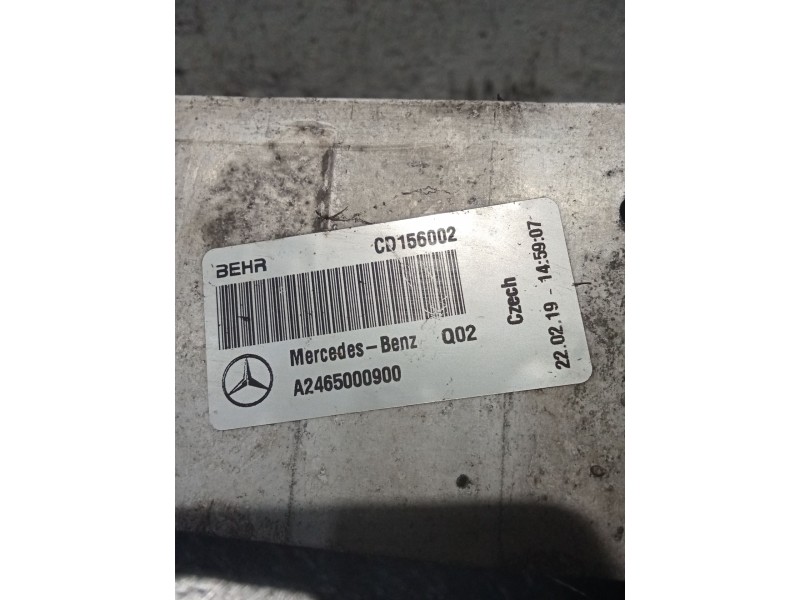 BEHR CD156002
Mercedes-Benz Q02
A2465000900
Czech
22.02.19 - 14:59:07